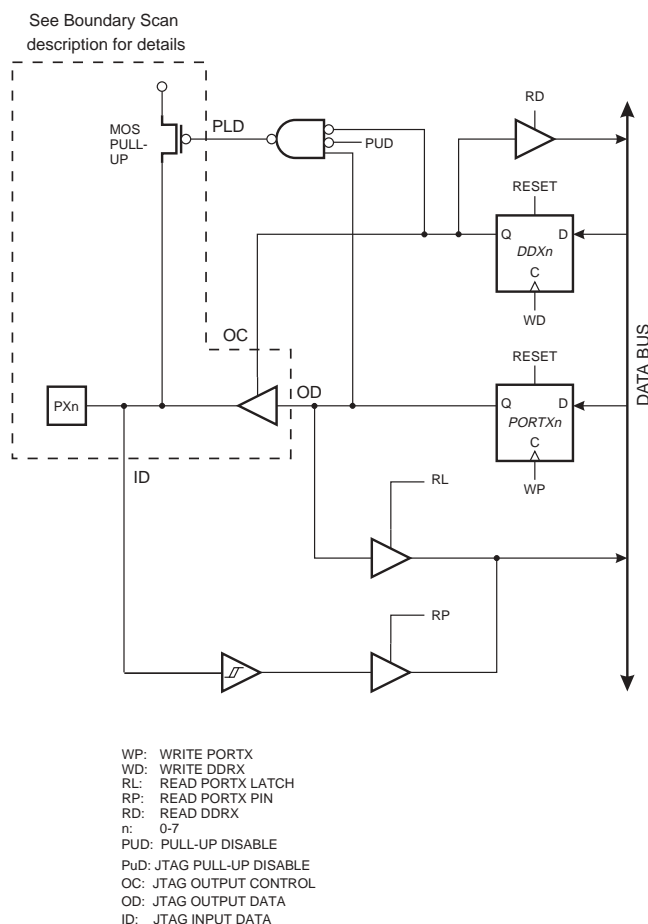 See Boundary Scan
description for details
MOS
PULL-
UP
PLD
PUD
RD
RESET
Q D
DDXn
C
WD
OC
RESET
PXn
OD
Q D
PORTXn
C
WP
DATA BUS
ID
RL
RP
WP: WRITE PORTX
WD: WRITE DDRX
RL: READ PORTX LATCH
RP: READ PORTX PIN
RD: READ DDRX
n: 0-7
PUD: PULL-UP DISABLE
PuD: JTAG PULL-UP DISABLE
OC: JTAG OUTPUT CONTROL
OD: JTAG OUTPUT DATA
ID: JTAG INPUT DATA